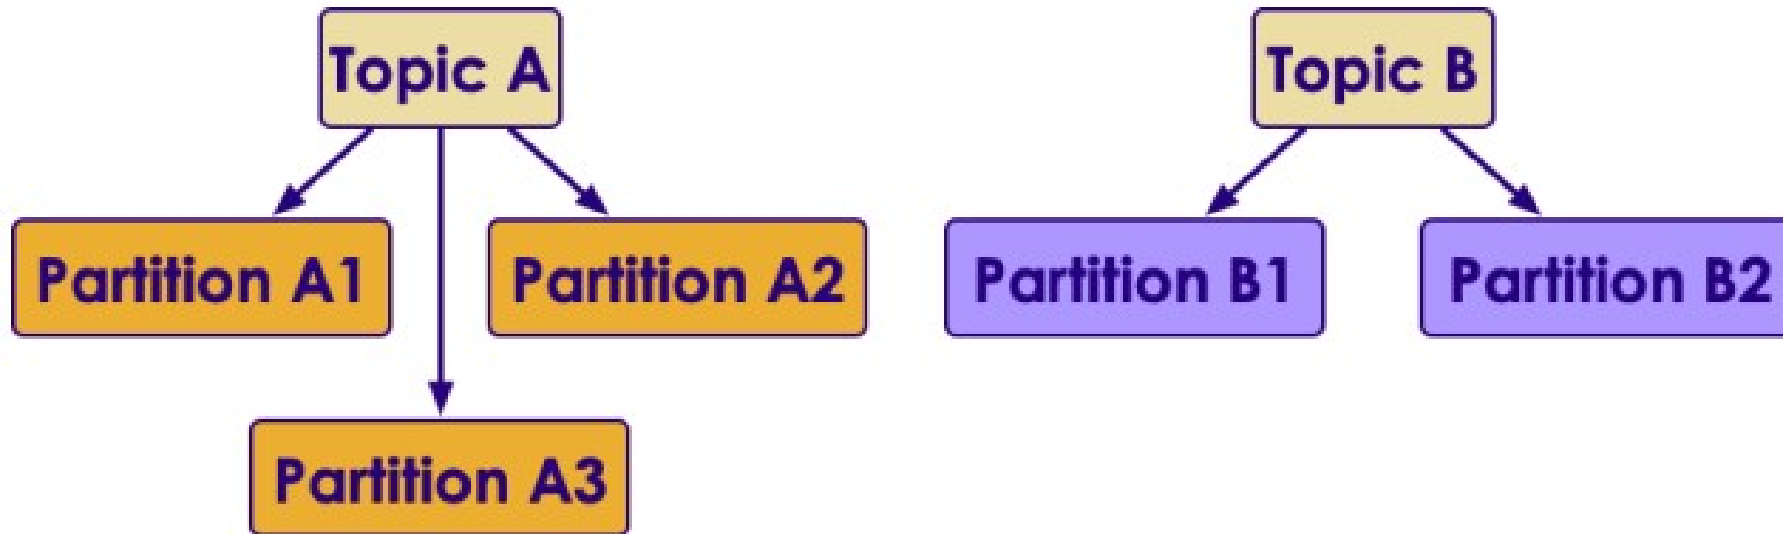 Topic A
Topic B
Partition A1
Partition A2
Partition B1
Partition B2
Partition A3